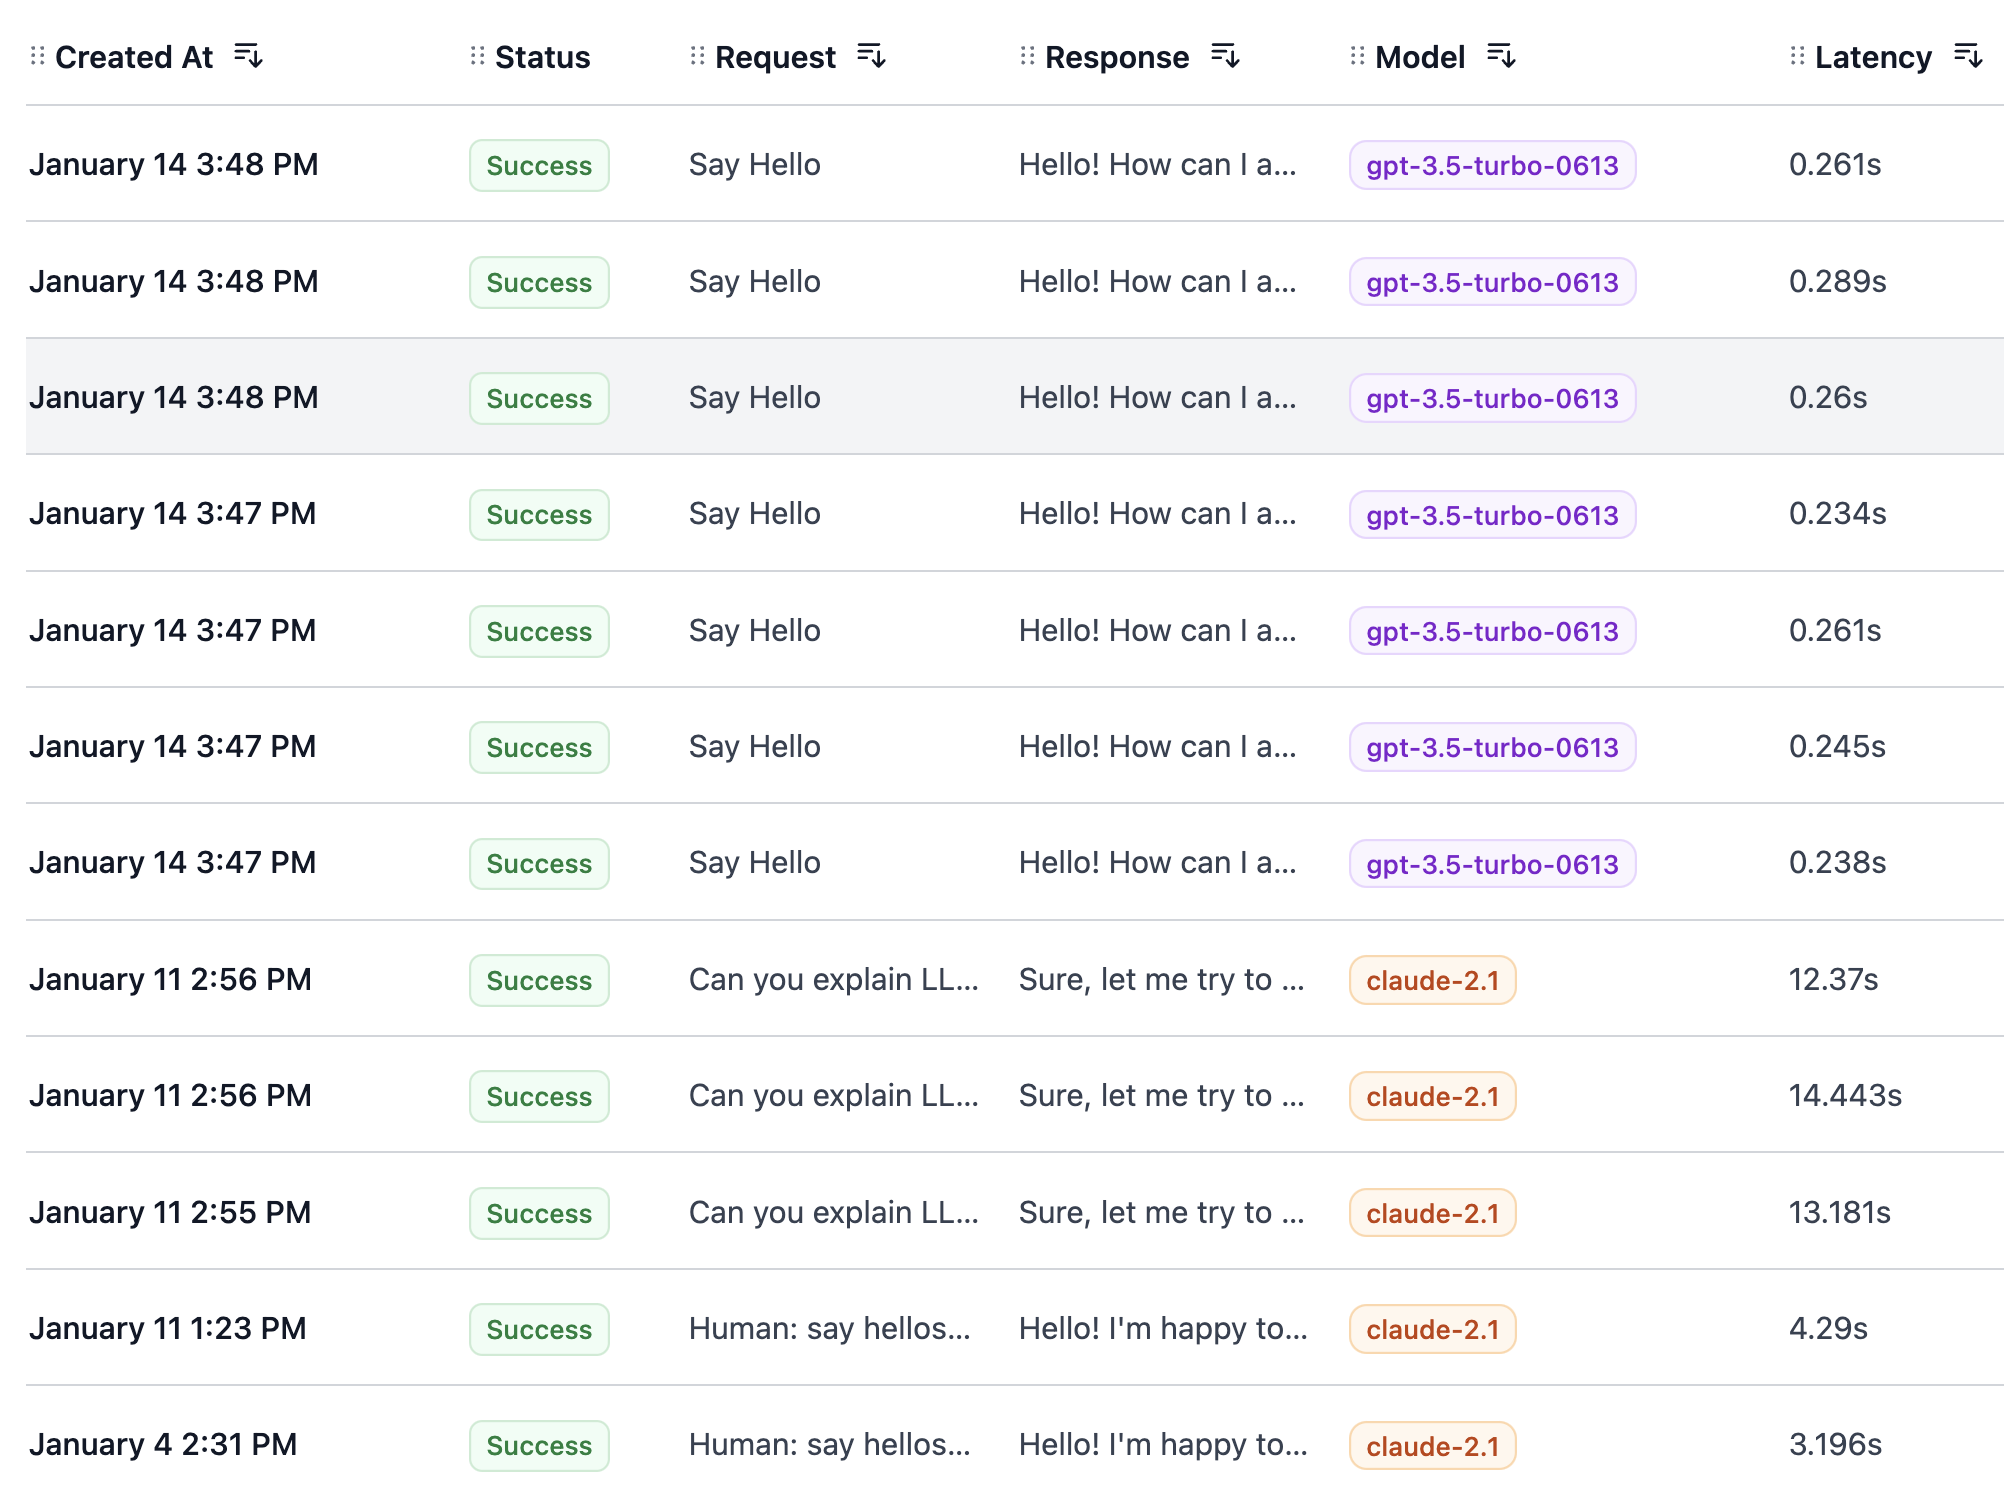 Created At Status Request Response Model Latency
January 14 3:48 PM Success Say Hello Hello! How can I a... gpt-3.5-turbo-0613 0.261s
January 14 3:48 PM Success Say Hello Hello! How can I a... gpt-3.5-turbo-0613 0.289s
January 14 3:48 PM Success Say Hello Hello! How can I a... gpt-3.5-turbo-0613 0.26s
January 14 3:47 PM Success Say Hello Hello! How can I a... gpt-3.5-turbo-0613 0.234s
January 14 3:47 PM Success Say Hello Hello! How can I a... gpt-3.5-turbo-0613 0.261s
January 14 3:47 PM Success Say Hello Hello! How can I a... gpt-3.5-turbo-0613 0.245s
January 14 3:47 PM Success Say Hello Hello! How can I a... gpt-3.5-turbo-0613 0.238s
January 11 2:56 PM Success Can you explain LL... Sure, let me try to ... claude-2.1 12.37s
January 11 2:56 PM Success Can you explain LL... Sure, let me try to ... claude-2.1 14.443s
January 11 2:55 PM Success Can you explain LL... Sure, let me try to ... claude-2.1 13.181s
January 11 1:23 PM Success Human: say hellos... Hello! I'm happy to... claude-2.1 4.29s
January 4 2:31 PM Success Human: say hellos... Hello! I'm happy to... claude-2.1 3.196s